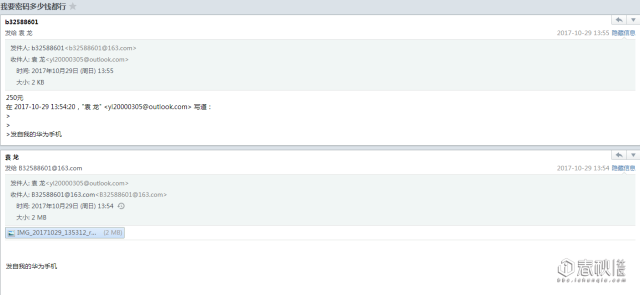 我要密码多少钱都行
b32588601
发给 袁 龙
2017-10-29 13:55 隐藏信息
发件人: b32588601<b32588601@163.com>
收件人: 袁 龙<yl20000305@outlook.com>
时间: 2017年10月29日 (周日) 13:55
大小: 2 KB
250元
在 2017-10-29 13:54:20，"袁 龙" <yl20000305@outlook.com> 写道：
>
>
>发自我的华为手机
袁 龙
发给 B32588601@163.com
2017-10-29 13:54 隐藏信息
发件人: 袁 龙<yl20000305@outlook.com>
收件人: B32588601@163.com<B32588601@163.com>
时间: 2017年10月29日 (周日) 13:54
大小: 2 MB
IMG_20171029_135312_r... (2 MB)
发自我的华为手机
春秋
bbs.ichunqiu.com